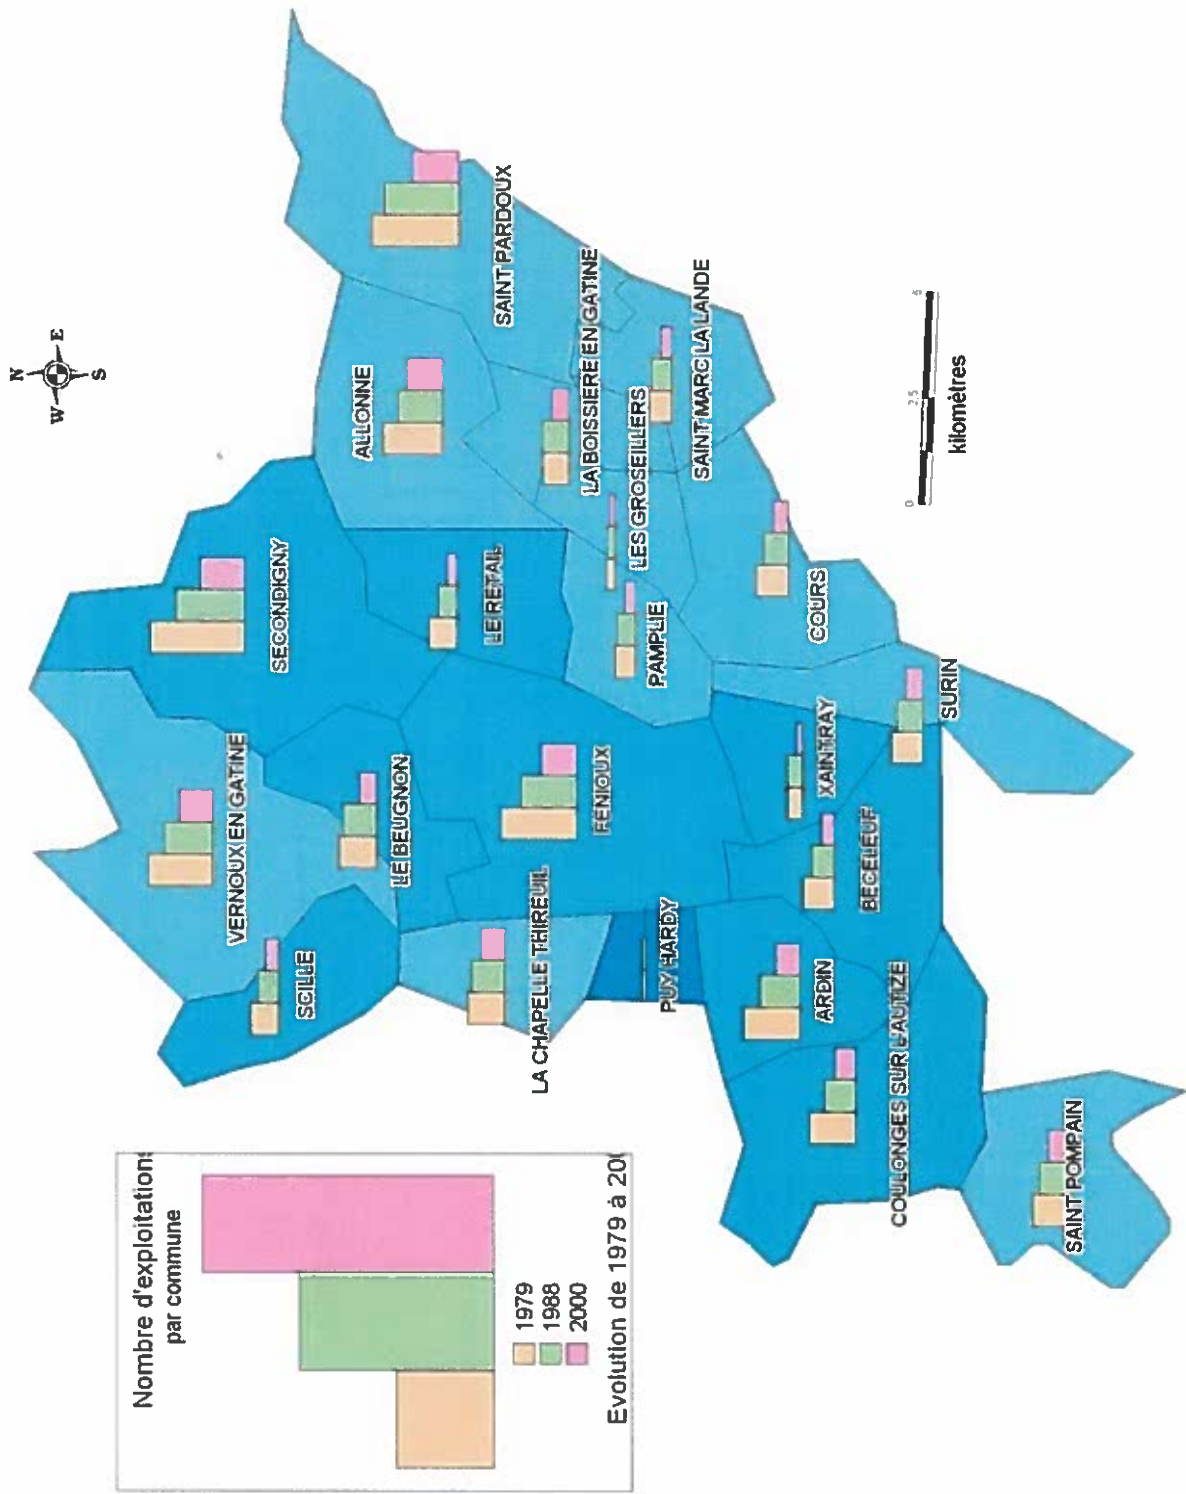 Nombre d'exploitations
par commune
1979
1988
2000
Evolution de 1979 à 200
N
W
E
S
VERNOUX EN GATINE
SECONDIGNY
ALLONNE
SAINT PARDOUX
SCILLE
LE BEUGNON
LE RETAIL
LA CHAPELLE THIREUIL
FENIOUX
LA BOISSIERE EN GATINE
LES GROSEILLERS
PAMPLIE
SAINT MARC LA LANDE
PUY HARDY
XAINTRAY
COURS
ARDIN
BECELEUF
SURIN
COULONGES SUR L'AUTIZE
SAINT POMPAIN
0
2,5
5
kilomètres